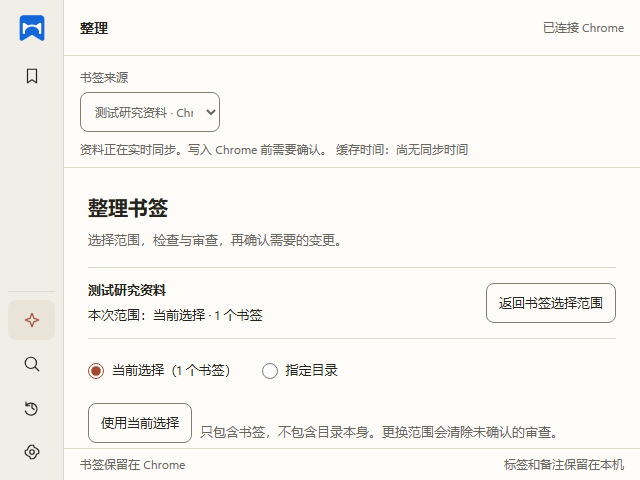 整理
已连接 Chrome
书签来源
测试研究资料 · Chr
资料正在实时同步。写入 Chrome 前需要确认。 缓存时间：尚无同步时间
整理书签
选择范围，检查与审查，再确认需要的变更。
测试研究资料
本次范围：当前选择 · 1 个书签
返回书签选择范围
当前选择（1 个书签）
指定目录
使用当前选择
只包含书签，不包含目录本身。更换范围会清除未确认的审查。
书签保留在 Chrome
标签和备注保留在本机